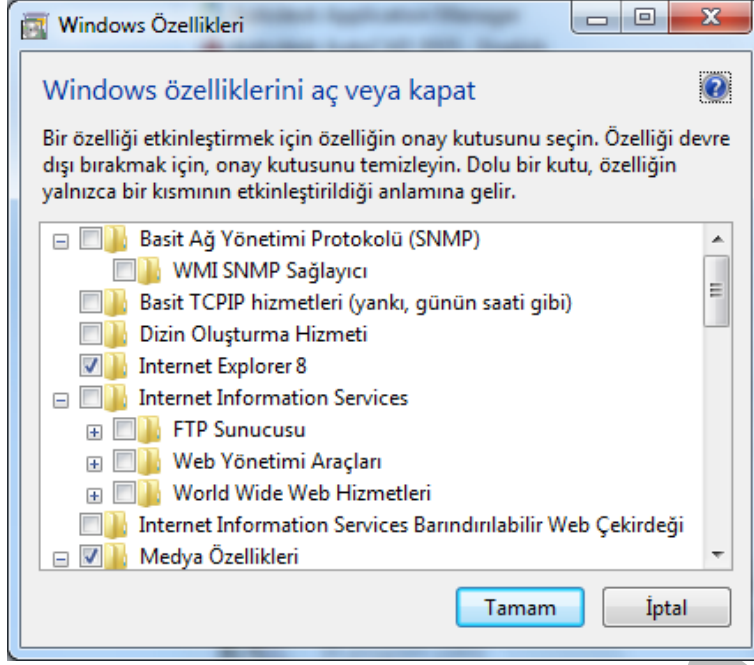 Windows Özellikleri
Windows özelliklerini aç veya kapat
Bir özelliği etkinleştirmek için özelliğin onay kutusunu seçin. Özelliği devre
dışı bırakmak için, onay kutusunu temizleyin. Dolu bir kutu, özelliğin
yalnızca bir kısmının etkinleştirildiği anlamına gelir.
Basit Ağ Yönetimi Protokolü (SNMP)
WMI SNMP Sağlayıcı
Basit TCPIP hizmetleri (yankı, günün saati gibi)
Dizin Oluşturma Hizmeti
Internet Explorer 8
Internet Information Services
FTP Sunucusu
Web Yönetimi Araçları
World Wide Web Hizmetleri
Internet Information Services Barındırılabilir Web Çekirdeği
Medya Özellikleri
Tamam İptal